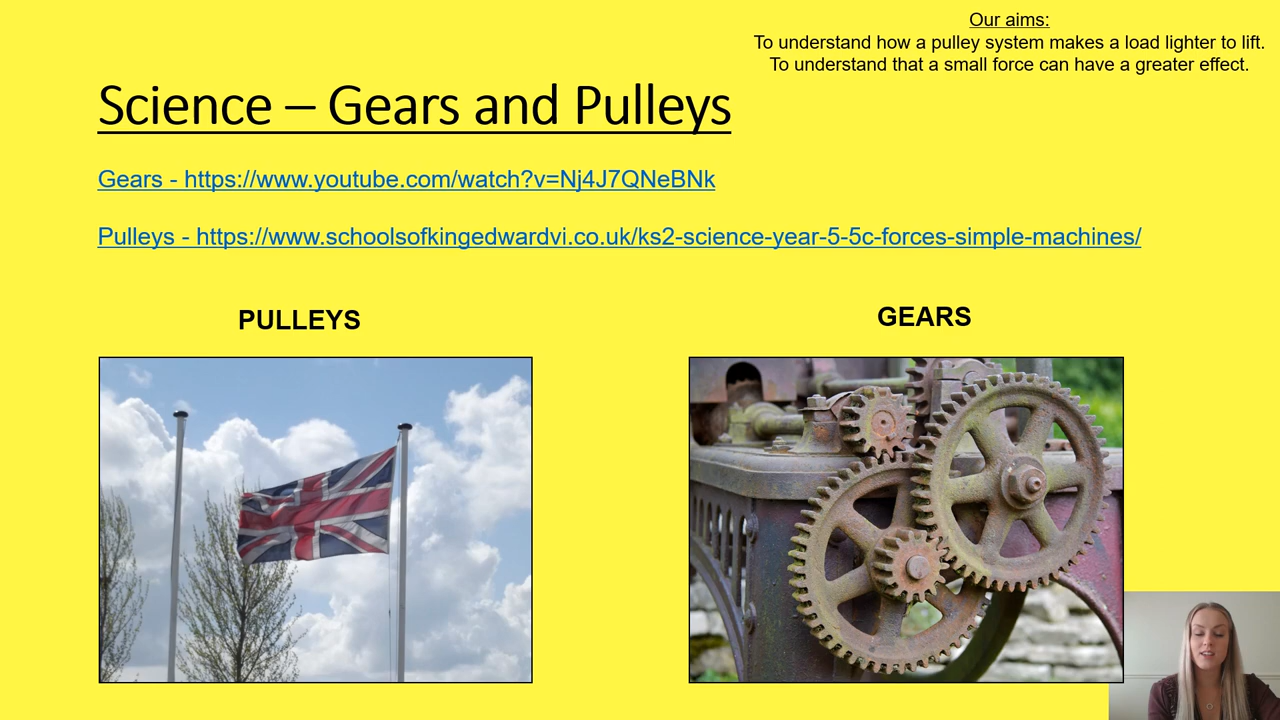 Our aims:
To understand how a pulley system makes a load lighter to lift.
To understand that a small force can have a greater effect.
Science – Gears and Pulleys
Gears - https://www.youtube.com/watch?v=Nj4J7QNeBNk
Pulleys - https://www.schoolsofkingedwardvi.co.uk/ks2-science-year-5-5c-forces-simple-machines/
PULLEYS
GEARS